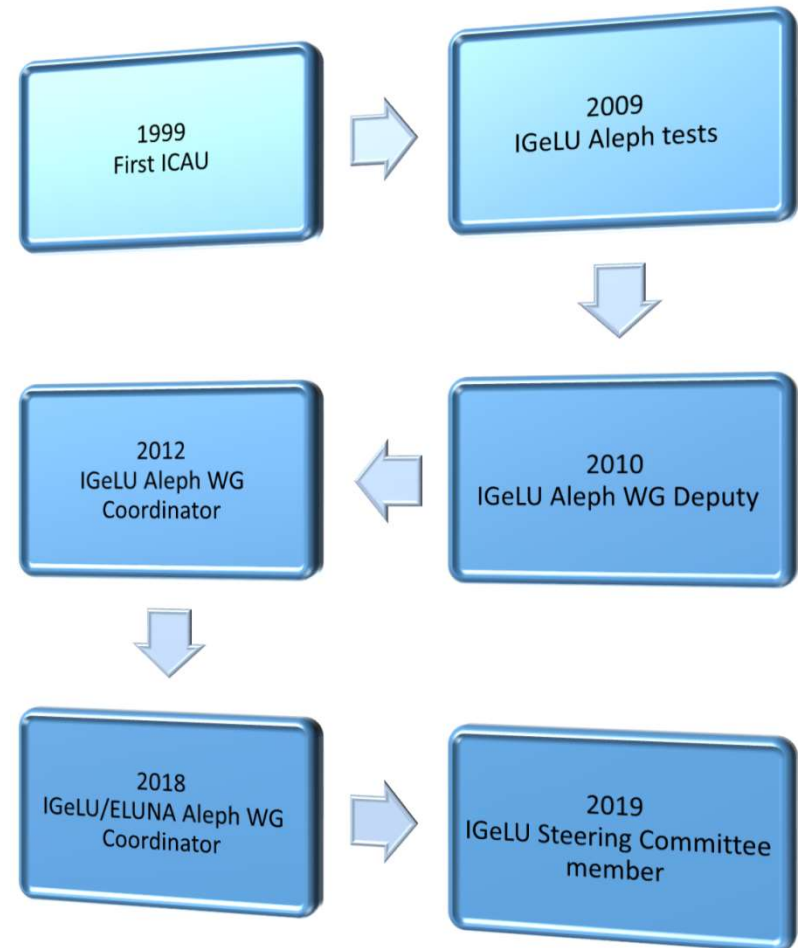 1999
First ICAU
2009
IGeLU Aleph tests
2010
IGeLU Aleph WG Deputy
2012
IGeLU Aleph WG
Coordinator
2018
IGeLU/ELUNA Aleph WG
Coordinator
2019
IGeLU Steering Committee
member